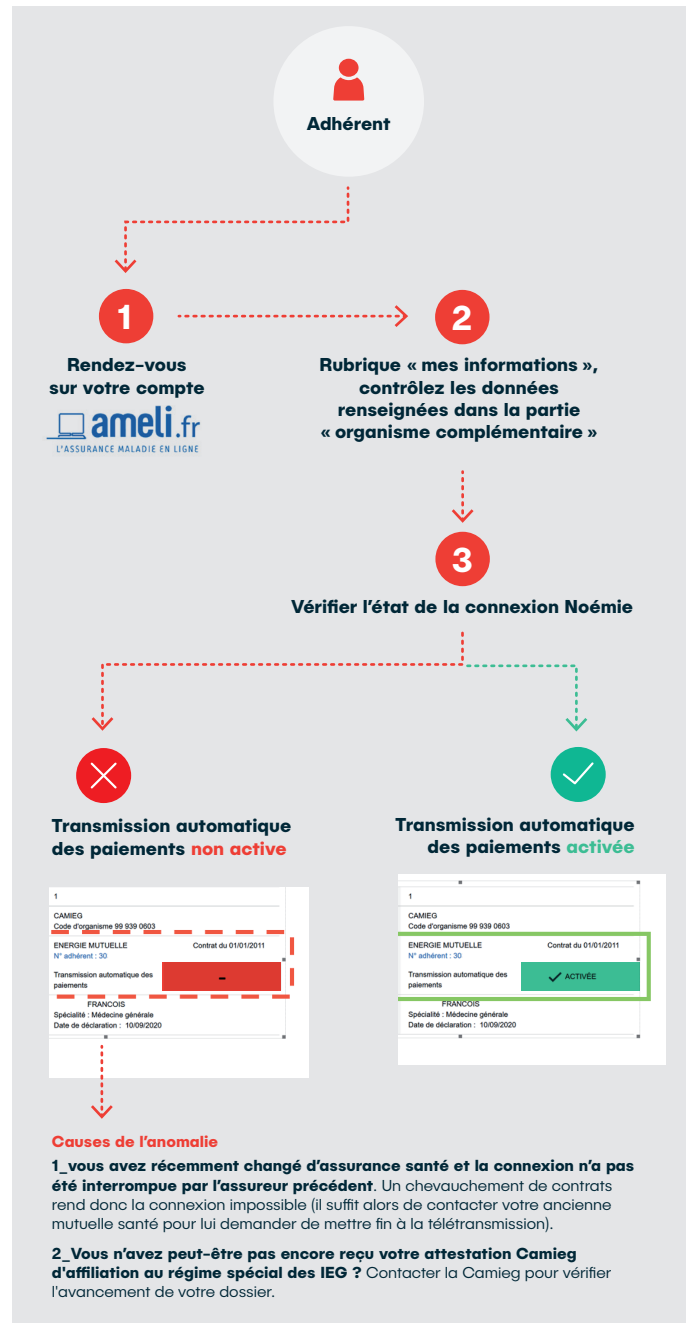 Adhérent
1
Rendez-vous
sur votre compte
ameli.fr
L'ASSURANCE MALADIE EN LIGNE
2
Rubrique « mes informations »,
contrôlez les données
renseignées dans la partie
« organisme complémentaire »
3
Vérifier l'état de la connexion Noémie
Transmission automatique
des paiements non active
1
CAMIEG
Code d'organisme 99 939 0603
ENERGIE MUTUELLE Contrat du 01/01/2011
N° adhérent : 30
Transmission automatique des
paiements
-
FRANCOIS
Spécialité : Médecine générale
Date de déclaration : 10/09/2020
Transmission automatique
des paiements activée
1
CAMIEG
Code d'organisme 99 939 0603
ENERGIE MUTUELLE Contrat du 01/01/2011
N° adhérent : 30
Transmission automatique des
paiements
✓ ACTIVÉE
FRANCOIS
Spécialité : Médecine générale
Date de déclaration : 10/09/2020
Causes de l'anomalie
1_vous avez récemment changé d'assurance santé et la connexion n'a pas
été interrompue par l'assureur précédent. Un chevauchement de contrats
rend donc la connexion impossible (il suffit alors de contacter votre ancienne
mutuelle santé pour lui demander de mettre fin à la télétransmission).
2_Vous n'avez peut-être pas encore reçu votre attestation Camieg
d'affiliation au régime spécial des IEG ? Contacter la Camieg pour vérifier
l'avancement de votre dossier.